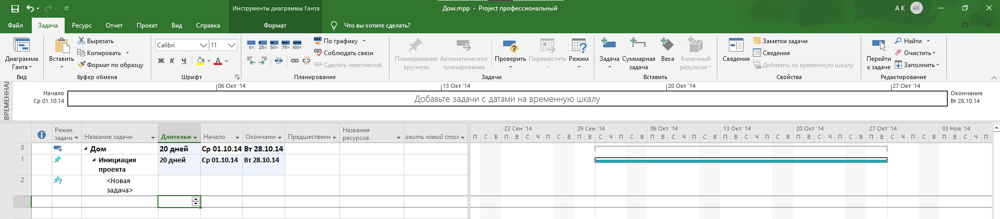 Инструменты диаграммы Ганта
Дом.mpp - Project профессиональный
A K
AK
Файл Задача Ресурс Отчет Проект Вид Справка Формат Что вы хотите сделать?
Диаграмма Ганта
Вид
Вставить
Вырезать
Копировать
Формат по образцу
Буфер обмена
Calibri 11
Ж К Ч А
Шрифт
0% 25% 50% 75% 100%
По графику
Соблюдать связи
Сделать неактивной
Планирование
Планирование вручную
Автоматическое планирование
Проверить
Переместить
Режим
Задачи
Задача
Суммарная задача
Веха
Конечный результат
Вставить
Сведения
Заметки задачи
Сведения
Добавить на временную шкалу
Свойства
Перейти к задаче
Найти
Очистить
Заполнить
Редактирование
ВРЕМЕННАЯ
06 Окт '14 13 Окт '14 20 Окт '14 27 Окт '14
Начало
Ср 01.10.14
Добавьте задачи с датами на временную шкалу
Окончание
Вт 28.10.14
Режим задачи Название задачи Длительн Начало Окончание Предшественн Названия ресурсов авить новый стол
22 Сен '14 29 Сен '14 06 Окт '14 13 Окт '14 20 Окт '14 27 Окт '14 03 Ноя '14
П С В П В С Ч П С В П В С Ч П С В П В С Ч П С В П В С Ч П С В П В С Ч П С В П В С Ч П С В П В С Ч П
0 Дом 20 дней Ср 01.10.14 Вт 28.10.14
1 Инициация проекта 20 дней Ср 01.10.14 Вт 28.10.14
2 <Новая задача>